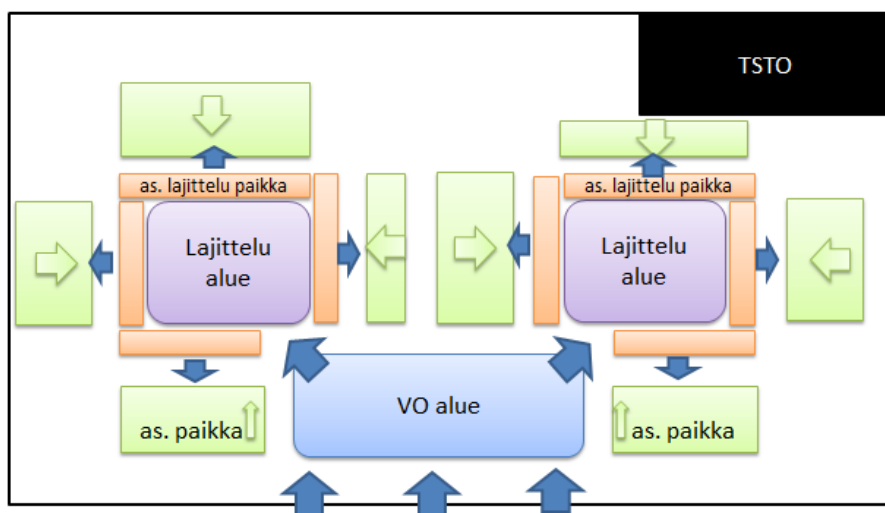 TSTO
as. lajittelu paikka
as. lajittelu paikka
Lajittelu
alue
Lajittelu
alue
VO alue
as. paikka
as. paikka